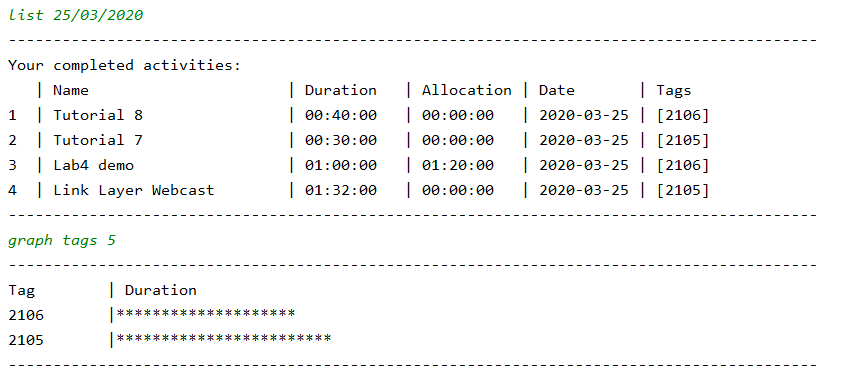 list 25/03/2020
------------------------------------------------------------------------------------------
Your completed activities:
   | Name                      | Duration   | Allocation | Date       | Tags
1  | Tutorial 8                | 00:40:00   | 00:00:00   | 2020-03-25 | [2106]
2  | Tutorial 7                | 00:30:00   | 00:00:00   | 2020-03-25 | [2105]
3  | Lab4 demo                 | 01:00:00   | 01:20:00   | 2020-03-25 | [2106]
4  | Link Layer Webcast        | 01:32:00   | 00:00:00   | 2020-03-25 | [2105]
------------------------------------------------------------------------------------------
graph tags 5
------------------------------------------------------------------------------------------
Tag        | Duration
2106       |********************
2105       |************************
------------------------------------------------------------------------------------------